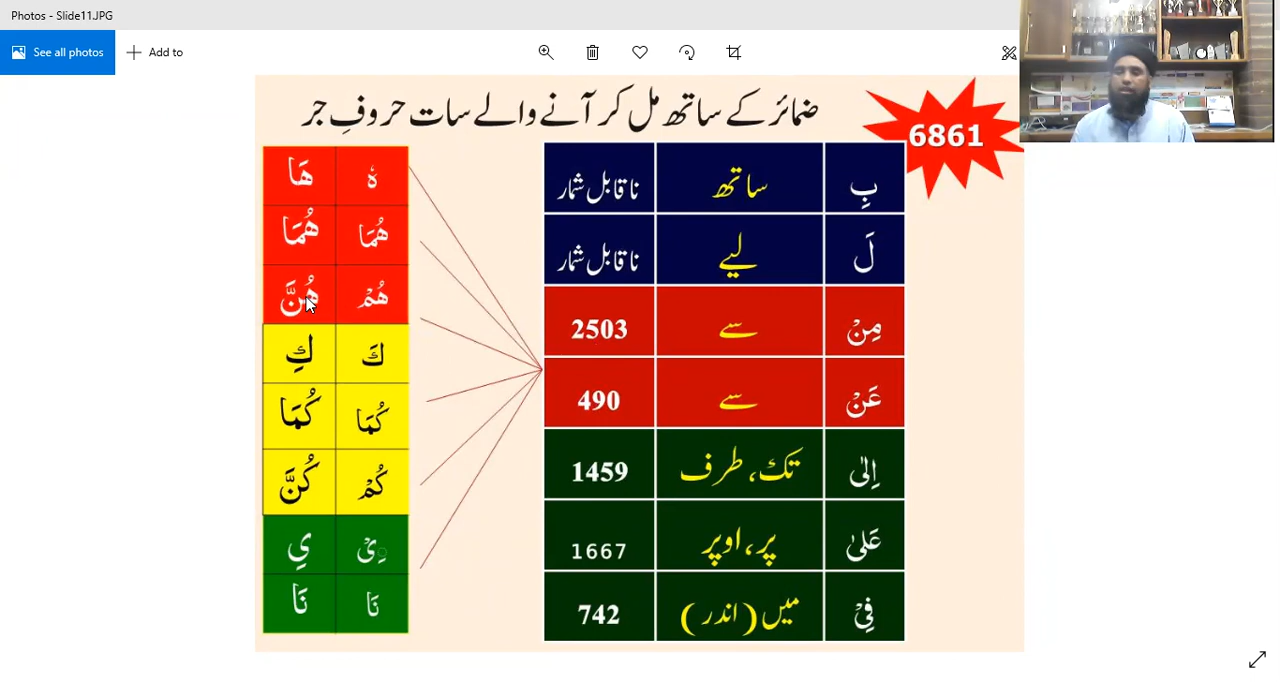 Photos - Slide11.JPG
See all photos
Add to
ضمائر کے ساتھ مل کر آنے والے سات حروفِ جر
6861
بِ ساتھ ناقابل شمار
لَ لیے ناقابل شمار
مِنْ سے 2503
عَنْ سے 490
اِلیٰ تک، طرف 1459
عَلیٰ پر، اوپر 1667
فِیْ میں (اندر) 742
هٗ هَا
هُمَا هُمَا
هُمْ هُنَّ
كَ كِ
كُمَا كُمَا
كُمْ كُنَّ
ِیْ یِ
نَا نَا